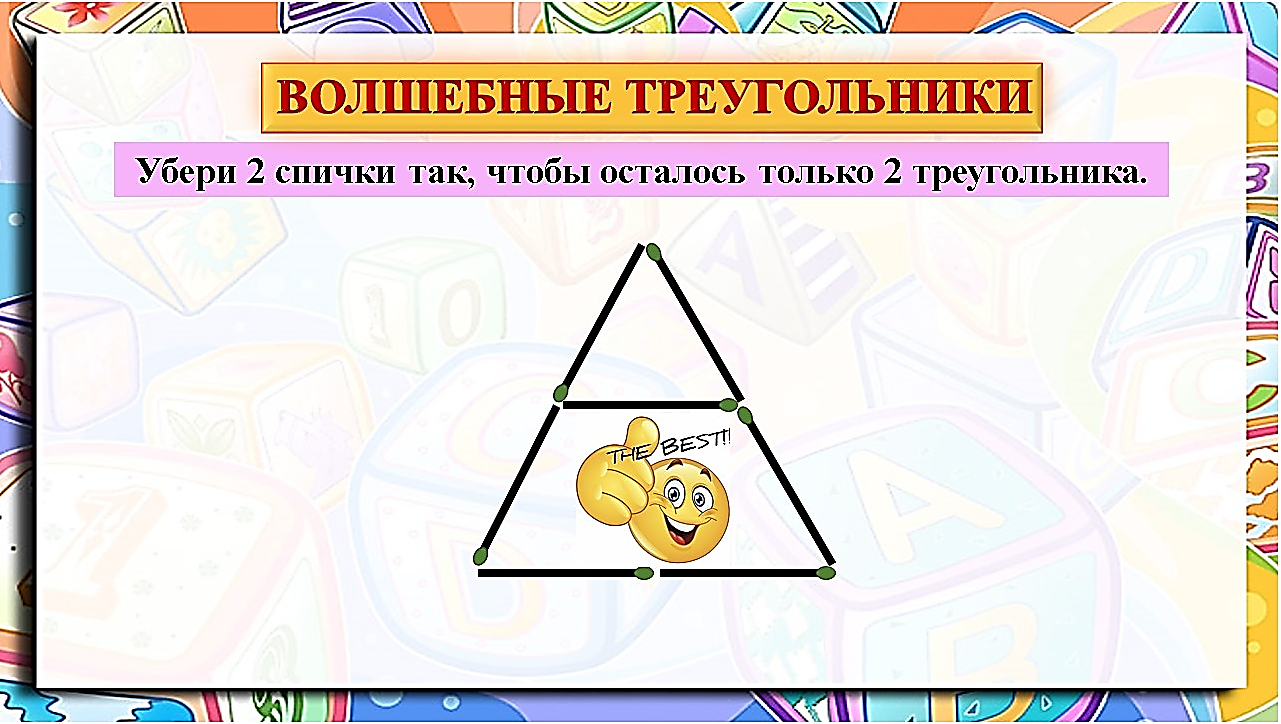 ВОЛШЕБНЫЕ ТРЕУГОЛЬНИКИ
Убери 2 спички так, чтобы осталось только 2 треугольника.
THE BEST!!